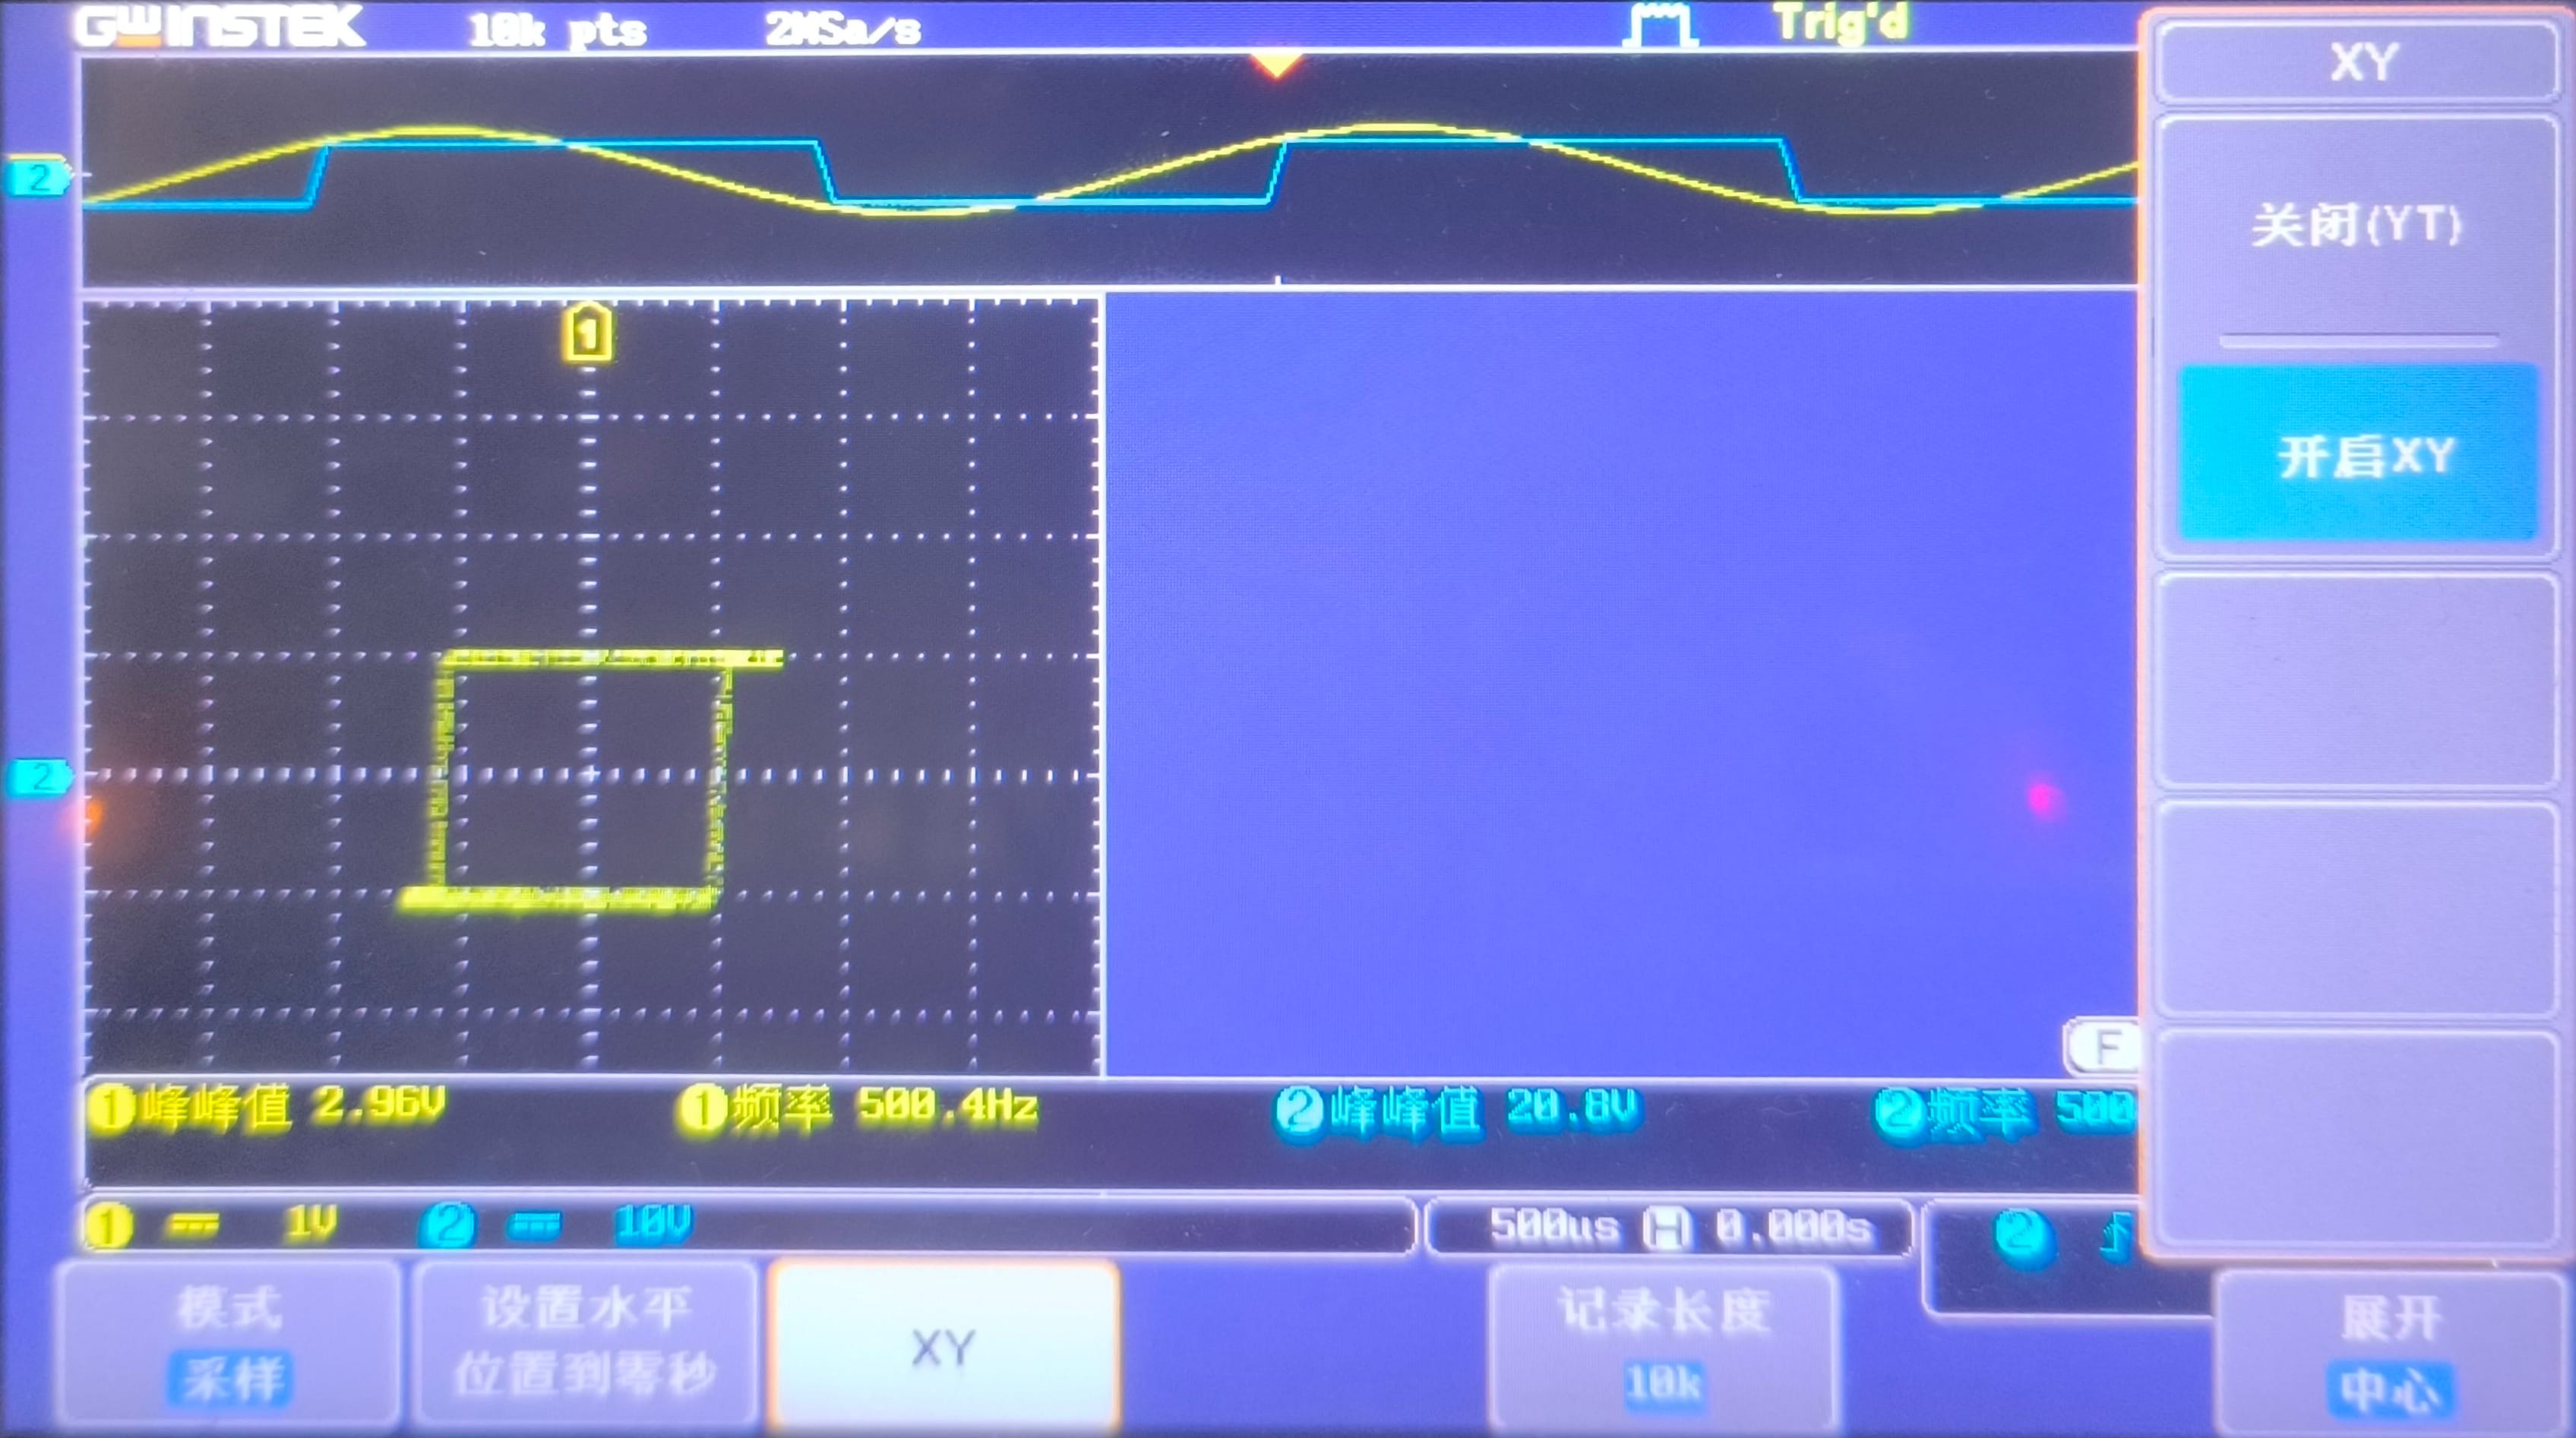 GWINSTEK 10k pts 2MSa/s Trig'd
XY
关闭(YT)
开启XY
2
1
2
F
1峰峰值 2.96V 1频率 500.4Hz 2峰峰值 20.8V 2频率 500
1 1V 2 10V 500us H 0.000s 2
模式
采样
设置水平
位置到零秒
XY
记录长度
10k
展开
中心